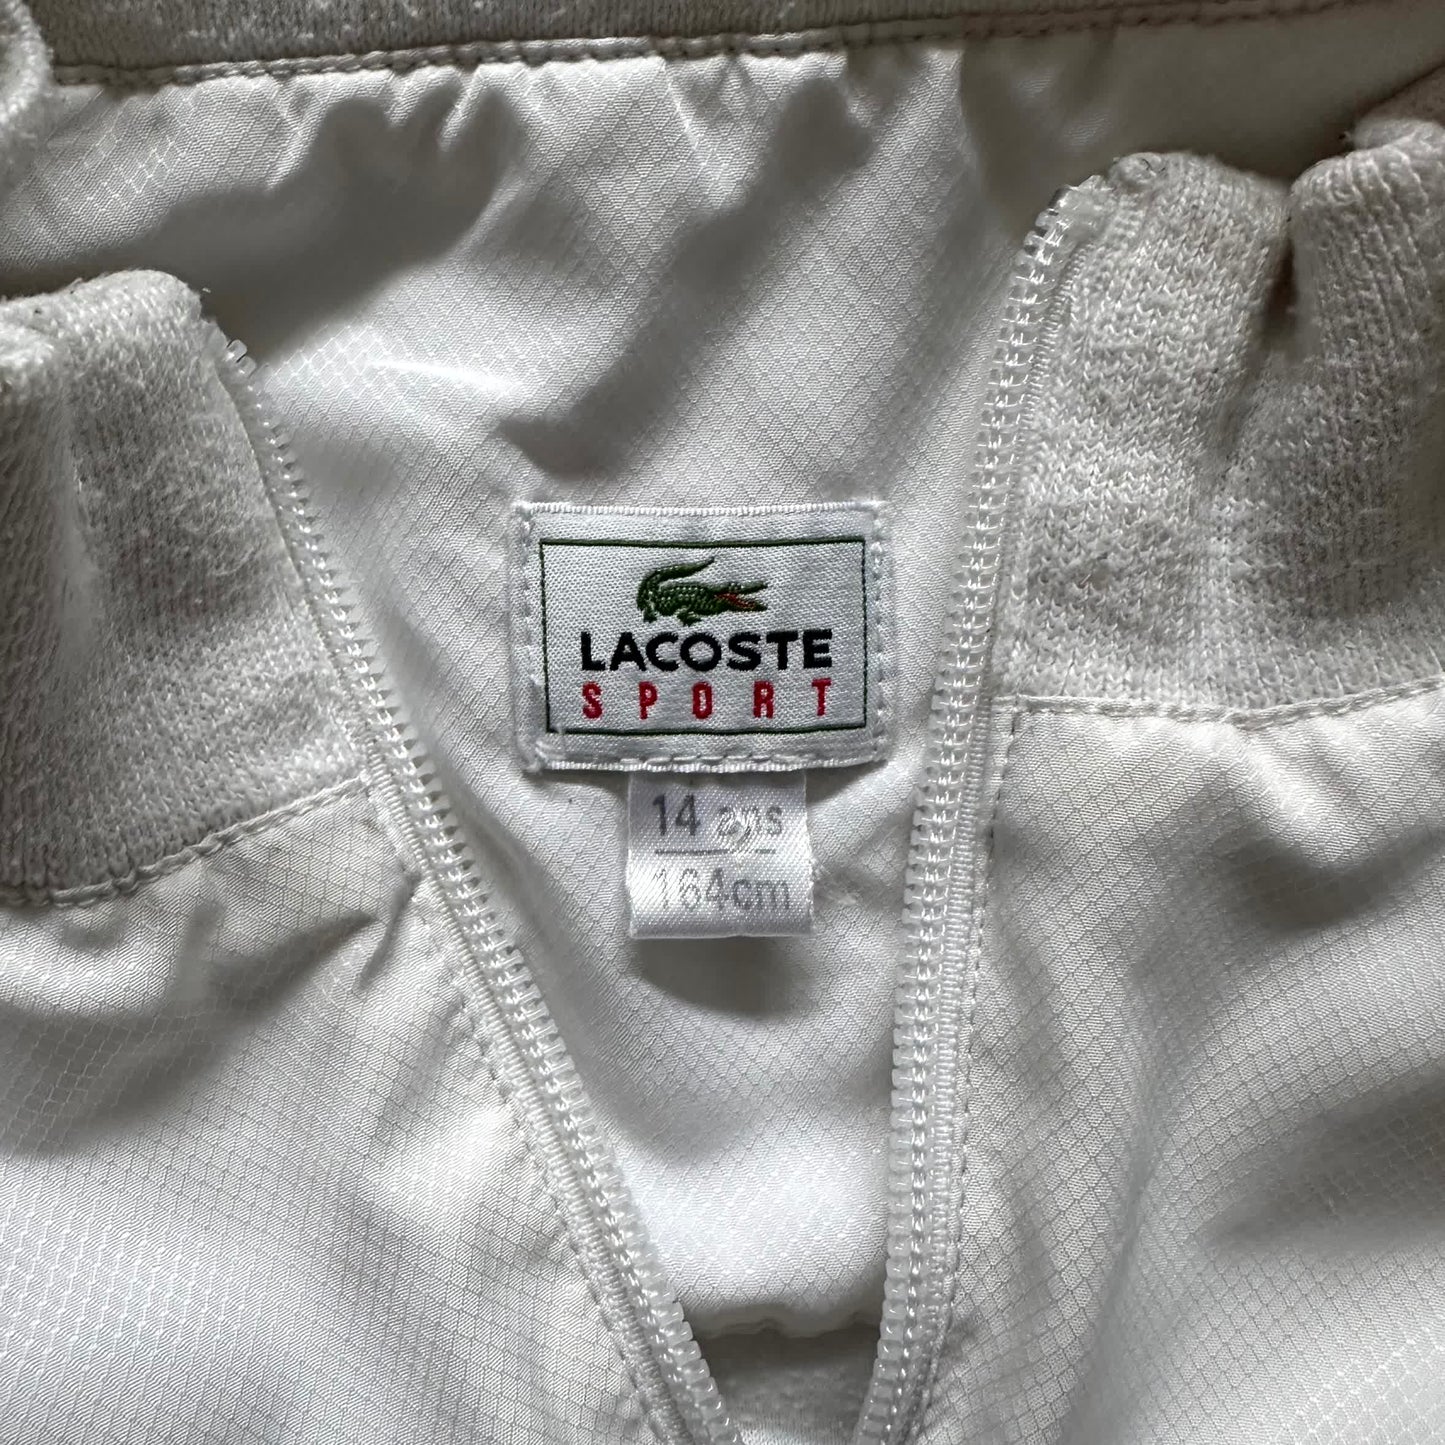 LACOSTE
SPORT
14 ans
164cm